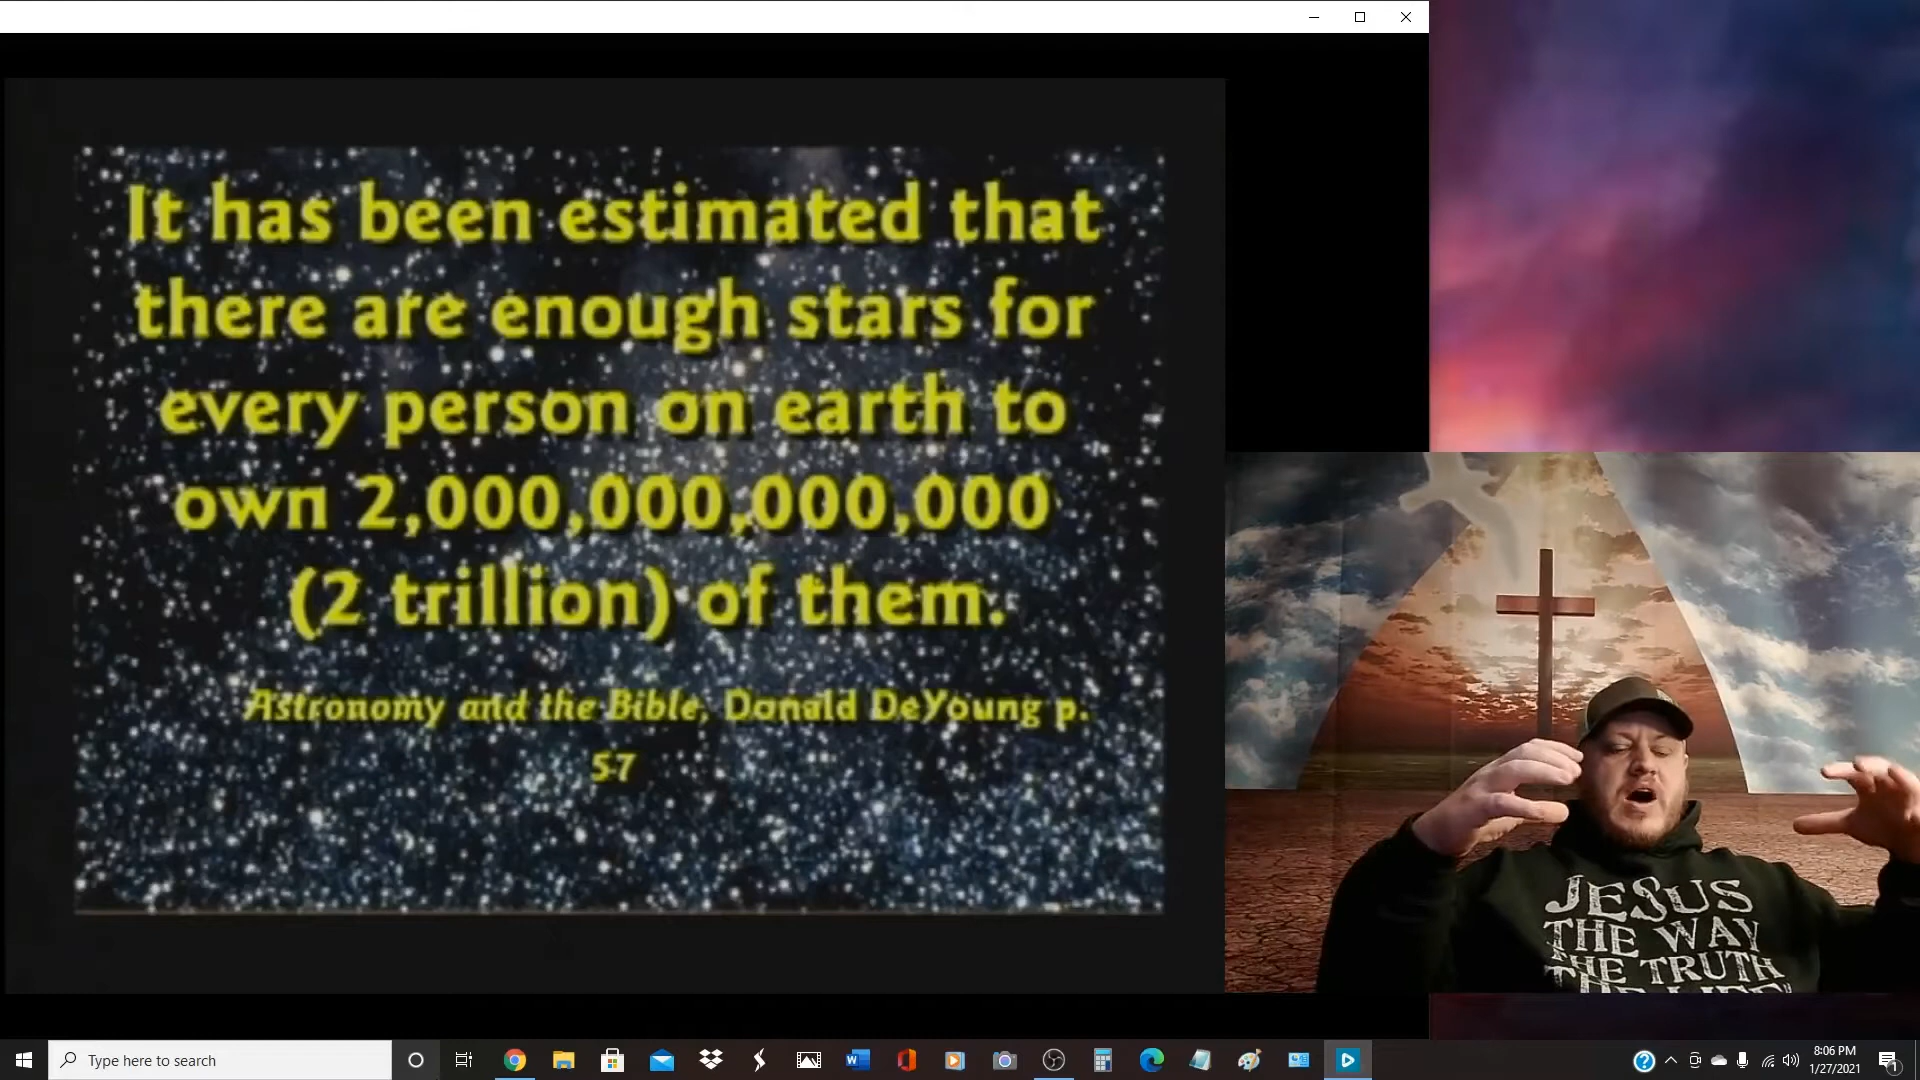 It has been estimated that
there are enough stars for
every person on earth to
own 2,000,000,000,000
(2 trillion) of them.
Astronomy and the Bible, Donald DeYoung p.
57
JESUS
THE WAY
THE TRUTH
THE LIFE
Type here to search
8:06 PM
1/27/2021